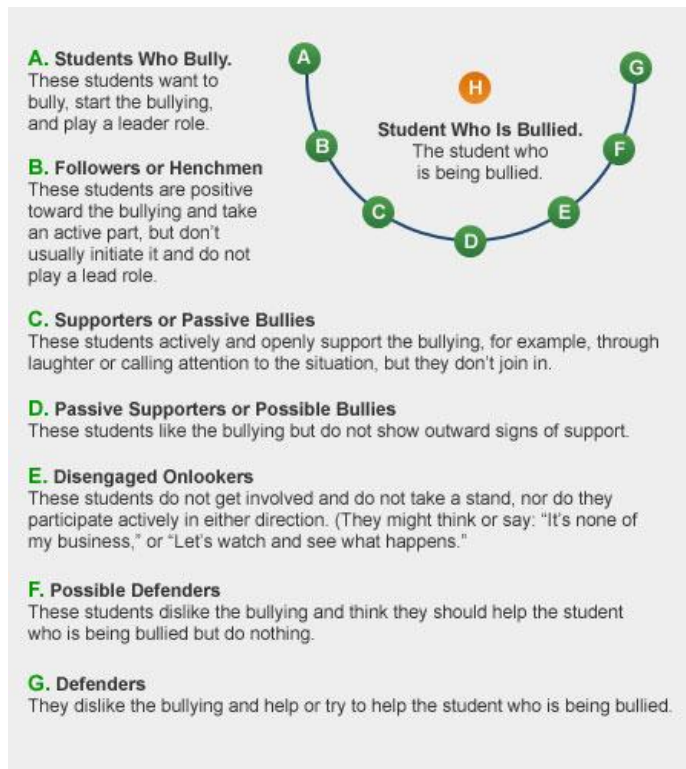 A. Students Who Bully.
These students want to
bully, start the bullying,
and play a leader role.
B. Followers or Henchmen
These students are positive
toward the bullying and take
an active part, but don't
usually initiate it and do not
play a lead role.
A
B
C
D
E
F
G
H
Student Who Is Bullied.
The student who
is being bullied.
C. Supporters or Passive Bullies
These students actively and openly support the bullying, for example, through
laughter or calling attention to the situation, but they don't join in.
D. Passive Supporters or Possible Bullies
These students like the bullying but do not show outward signs of support.
E. Disengaged Onlookers
These students do not get involved and do not take a stand, nor do they
participate actively in either direction. (They might think or say: “It's none of
my business,” or “Let's watch and see what happens.”
F. Possible Defenders
These students dislike the bullying and think they should help the student
who is being bullied but do nothing.
G. Defenders
They dislike the bullying and help or try to help the student who is being bullied.